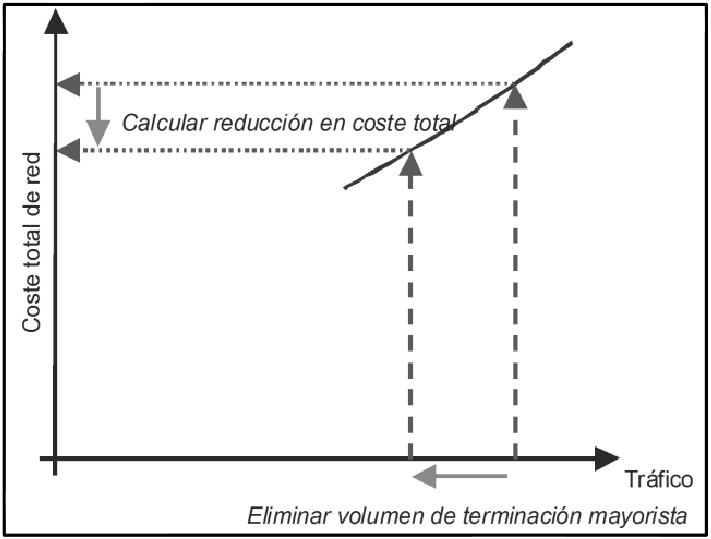 Calcular reducción en coste total
Coste total de red
Tráfico
Eliminar volumen de terminación mayorista